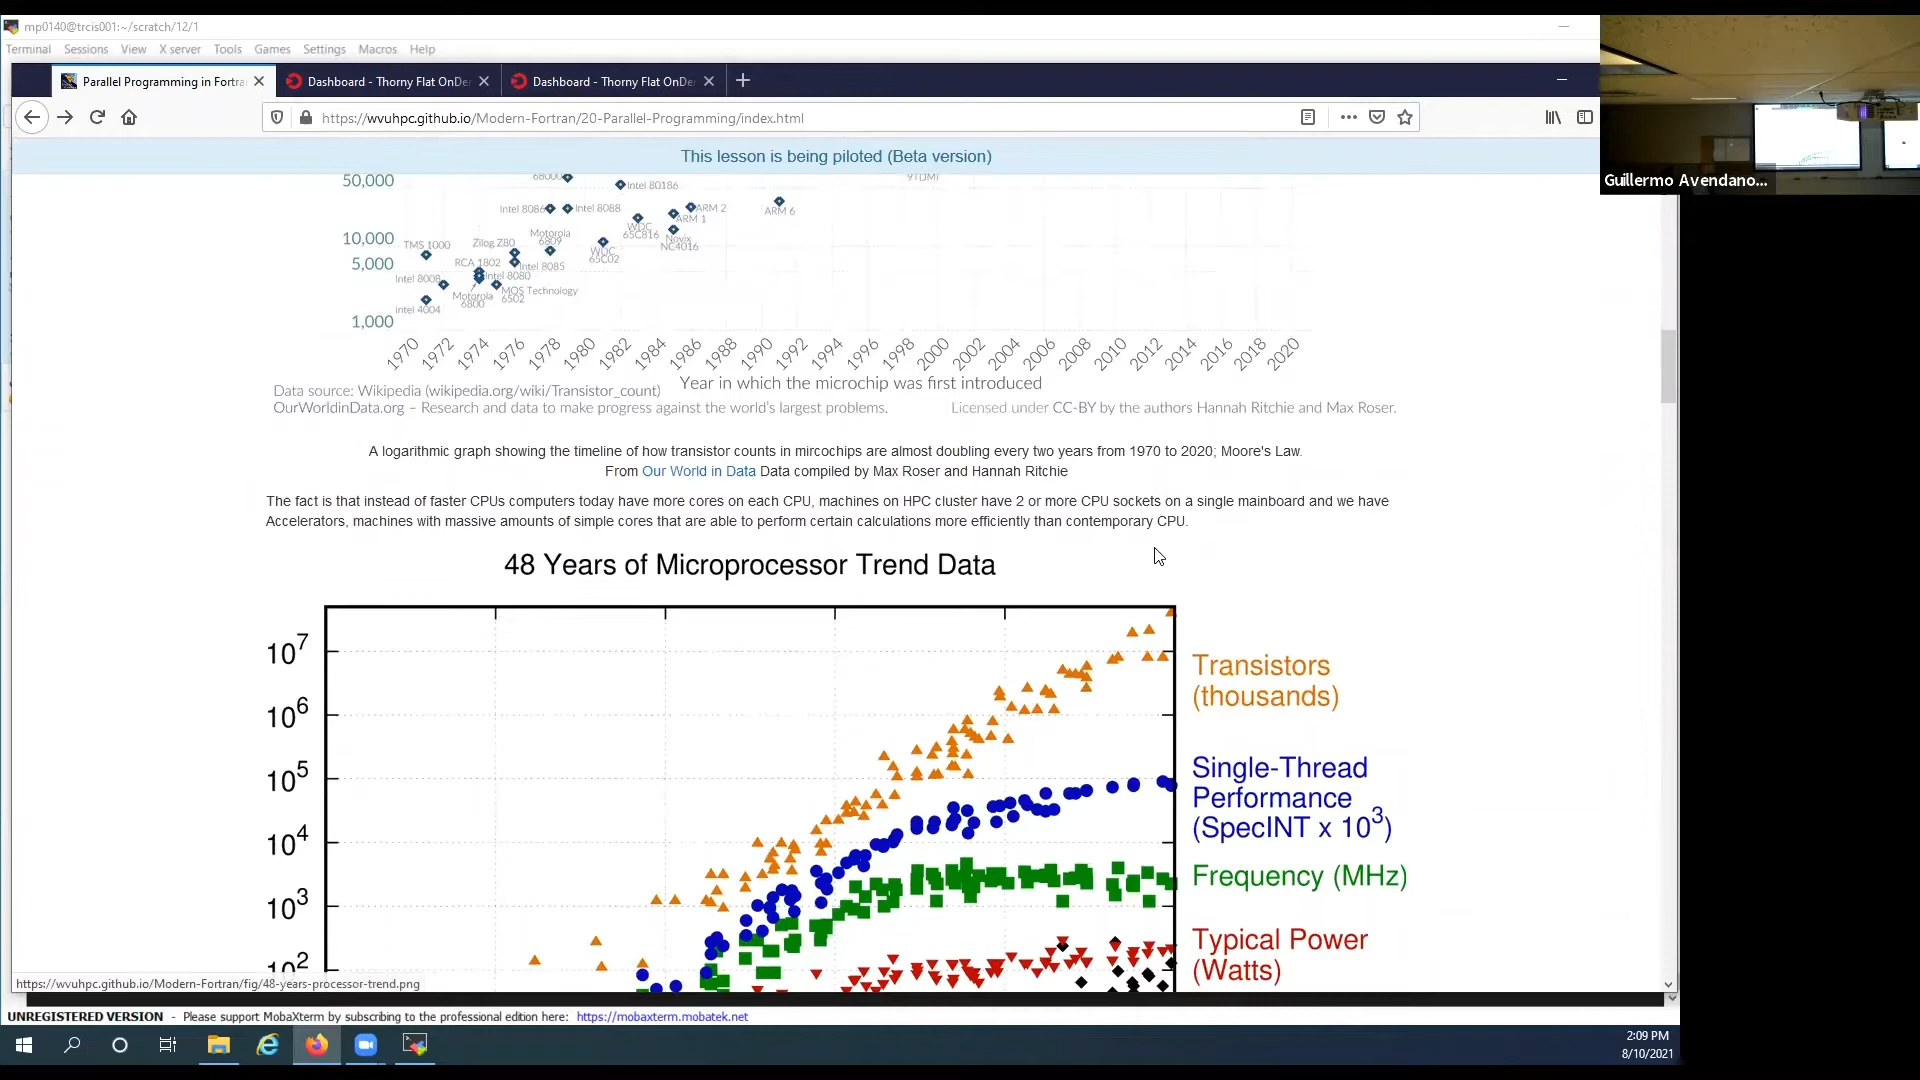 mp0140@trcis001:~/scratch/12/1
Terminal Sessions View X server Tools Games Settings Macros Help
Parallel Programming in Fortra
Dashboard - Thorny Flat OnDe
Dashboard - Thorny Flat OnDe
https://wvuhpc.github.io/Modern-Fortran/20-Parallel-Programming/index.html
Guillermo Avendano...
This lesson is being piloted (Beta version)
50,000
68000
Intel 80186
9TDMI
Intel 8086
Intel 8088
ARM 2
ARM 1
ARM 6
WDC
65C816
Novix
NC4016
10,000
TMS 1000
Zilog Z80
Motorola
6809
WDC
65C02
5,000
RCA 1802
Intel 8085
Intel 8008
Intel 8080
Motorola
6800
MOS Technology
6502
Intel 4004
1,000
1970 1972 1974 1976 1978 1980 1982 1984 1986 1988 1990 1992 1994 1996 1998 2000 2002 2004 2006 2008 2010 2012 2014 2016 2018 2020
Data source: Wikipedia (wikipedia.org/wiki/Transistor_count)
Year in which the microchip was first introduced
OurWorldinData.org – Research and data to make progress against the world's largest problems.
Licensed under CC-BY by the authors Hannah Ritchie and Max Roser.
A logarithmic graph showing the timeline of how transistor counts in mircochips are almost doubling every two years from 1970 to 2020; Moore's Law.
From Our World in Data Data compiled by Max Roser and Hannah Ritchie
The fact is that instead of faster CPUs computers today have more cores on each CPU, machines on HPC cluster have 2 or more CPU sockets on a single mainboard and we have
Accelerators, machines with massive amounts of simple cores that are able to perform certain calculations more efficiently than contemporary CPU.
48 Years of Microprocessor Trend Data
10^7
Transistors
(thousands)
10^6
10^5
Single-Thread
Performance
(SpecINT x 10^3)
10^4
Frequency (MHz)
10^3
Typical Power
(Watts)
10^2
https://wvuhpc.github.io/Modern-Fortran/fig/48-years-processor-trend.png
UNREGISTERED VERSION - Please support MobaXterm by subscribing to the professional edition here: https://mobaxterm.mobatek.net
2:09 PM
8/10/2021